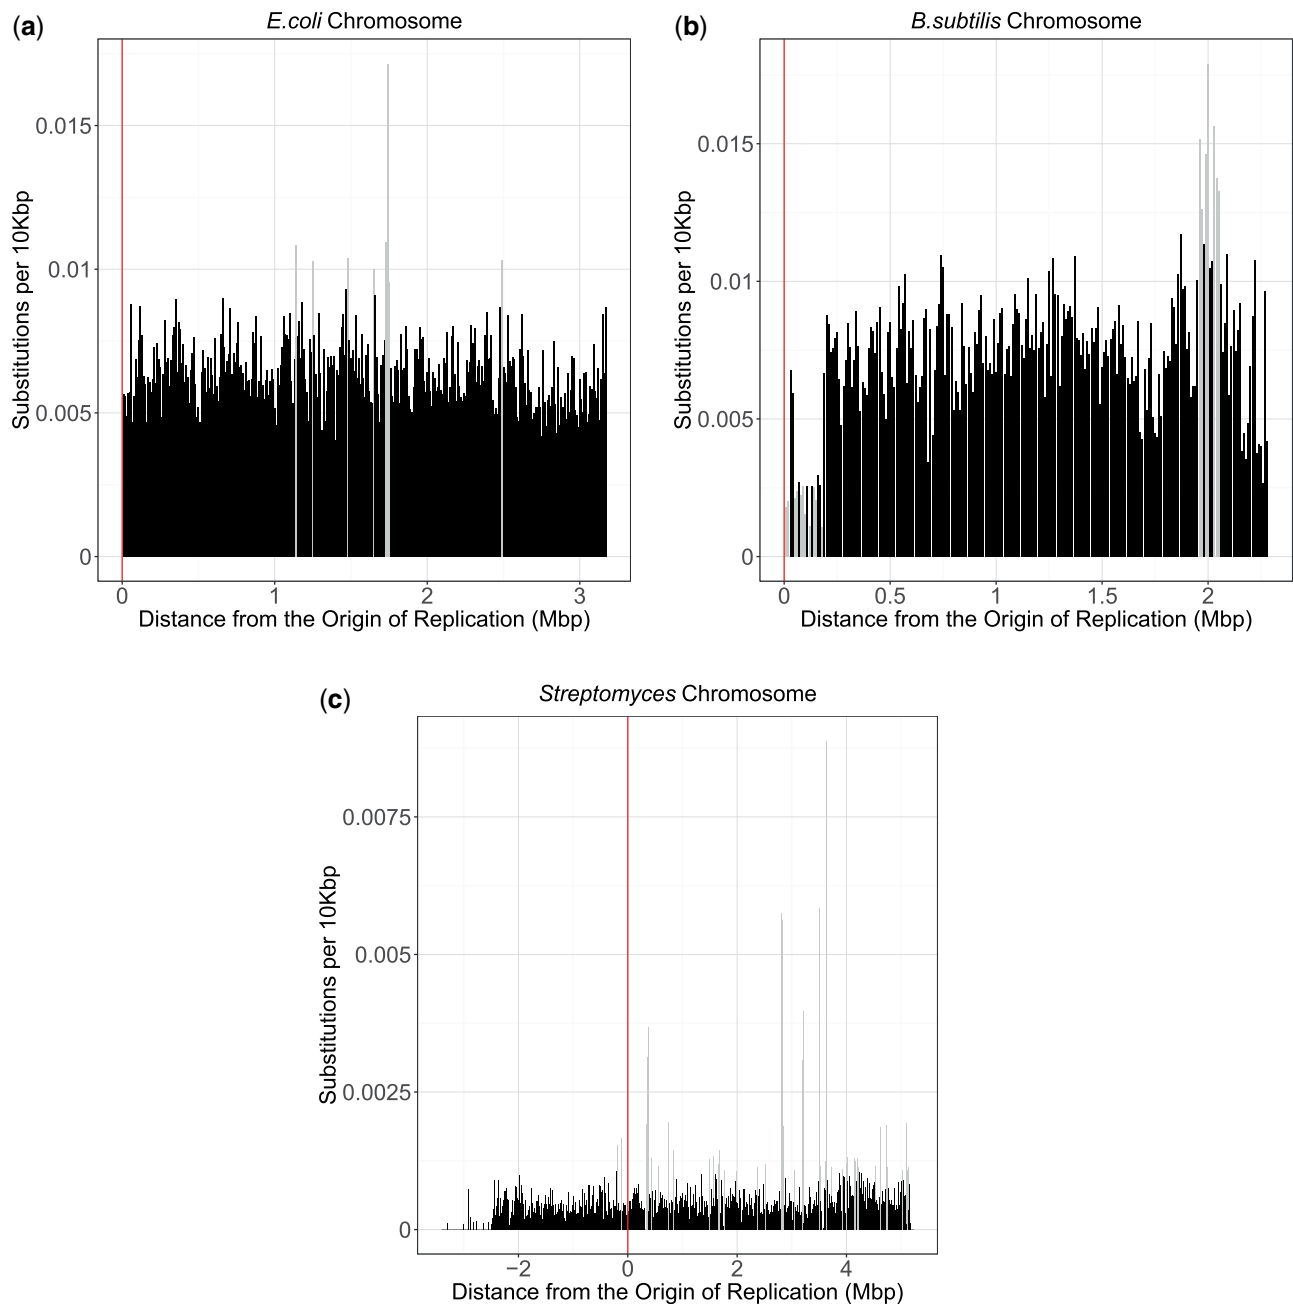 (a)
E.coli Chromosome
Substitutions per 10Kbp
0.015
0.01
0.005
0
0 1 2 3
Distance from the Origin of Replication (Mbp)
(b)
B.subtilis Chromosome
Substitutions per 10Kbp
0.015
0.01
0.005
0
0 0.5 1 1.5 2
Distance from the Origin of Replication (Mbp)
(c)
Streptomyces Chromosome
Substitutions per 10Kbp
0.0075
0.005
0.0025
0
−2 0 2 4
Distance from the Origin of Replication (Mbp)